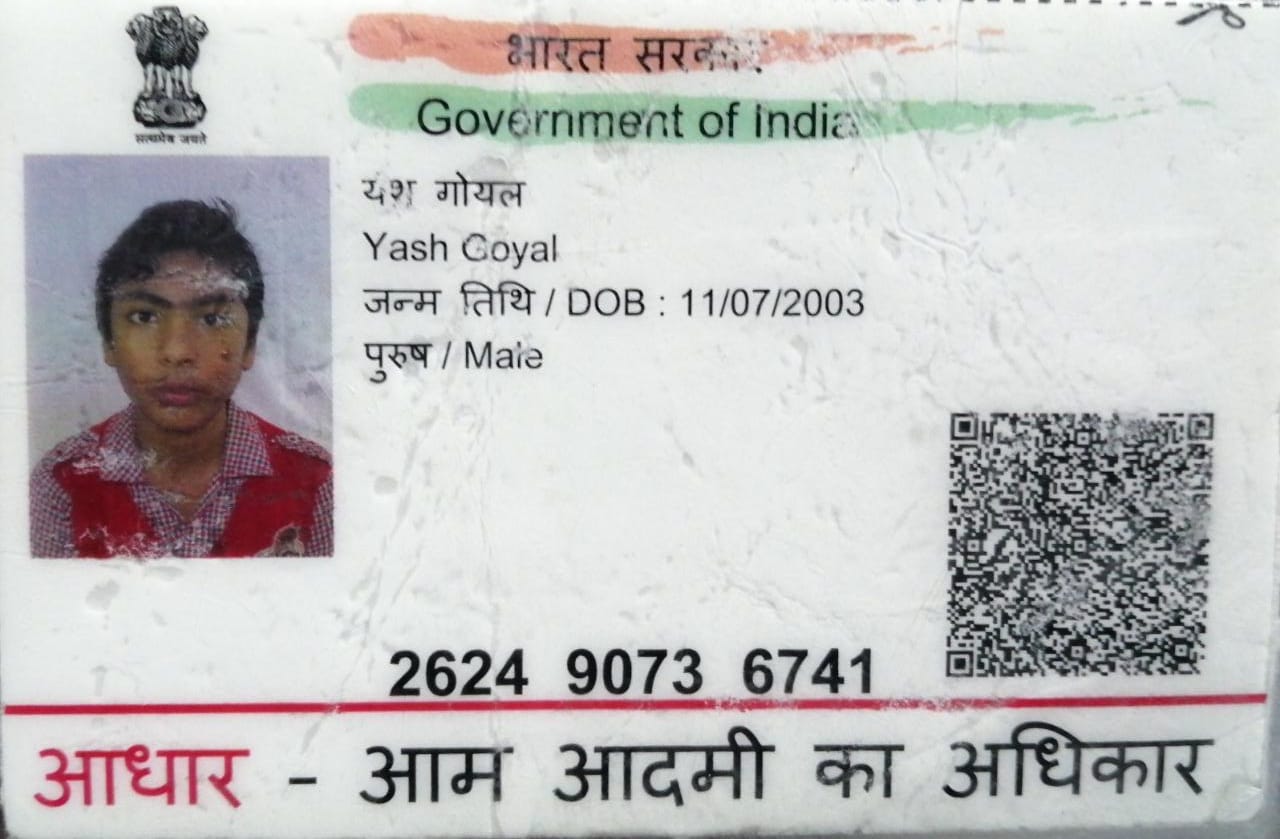 भारत सरकार
Government of India
सत्यमेव जयते
यश गोयल
Yash Goyal
जन्म तिथि / DOB : 11/07/2003
पुरुष / Male
2624 9073 6741
आधार - आम आदमी का अधिकार